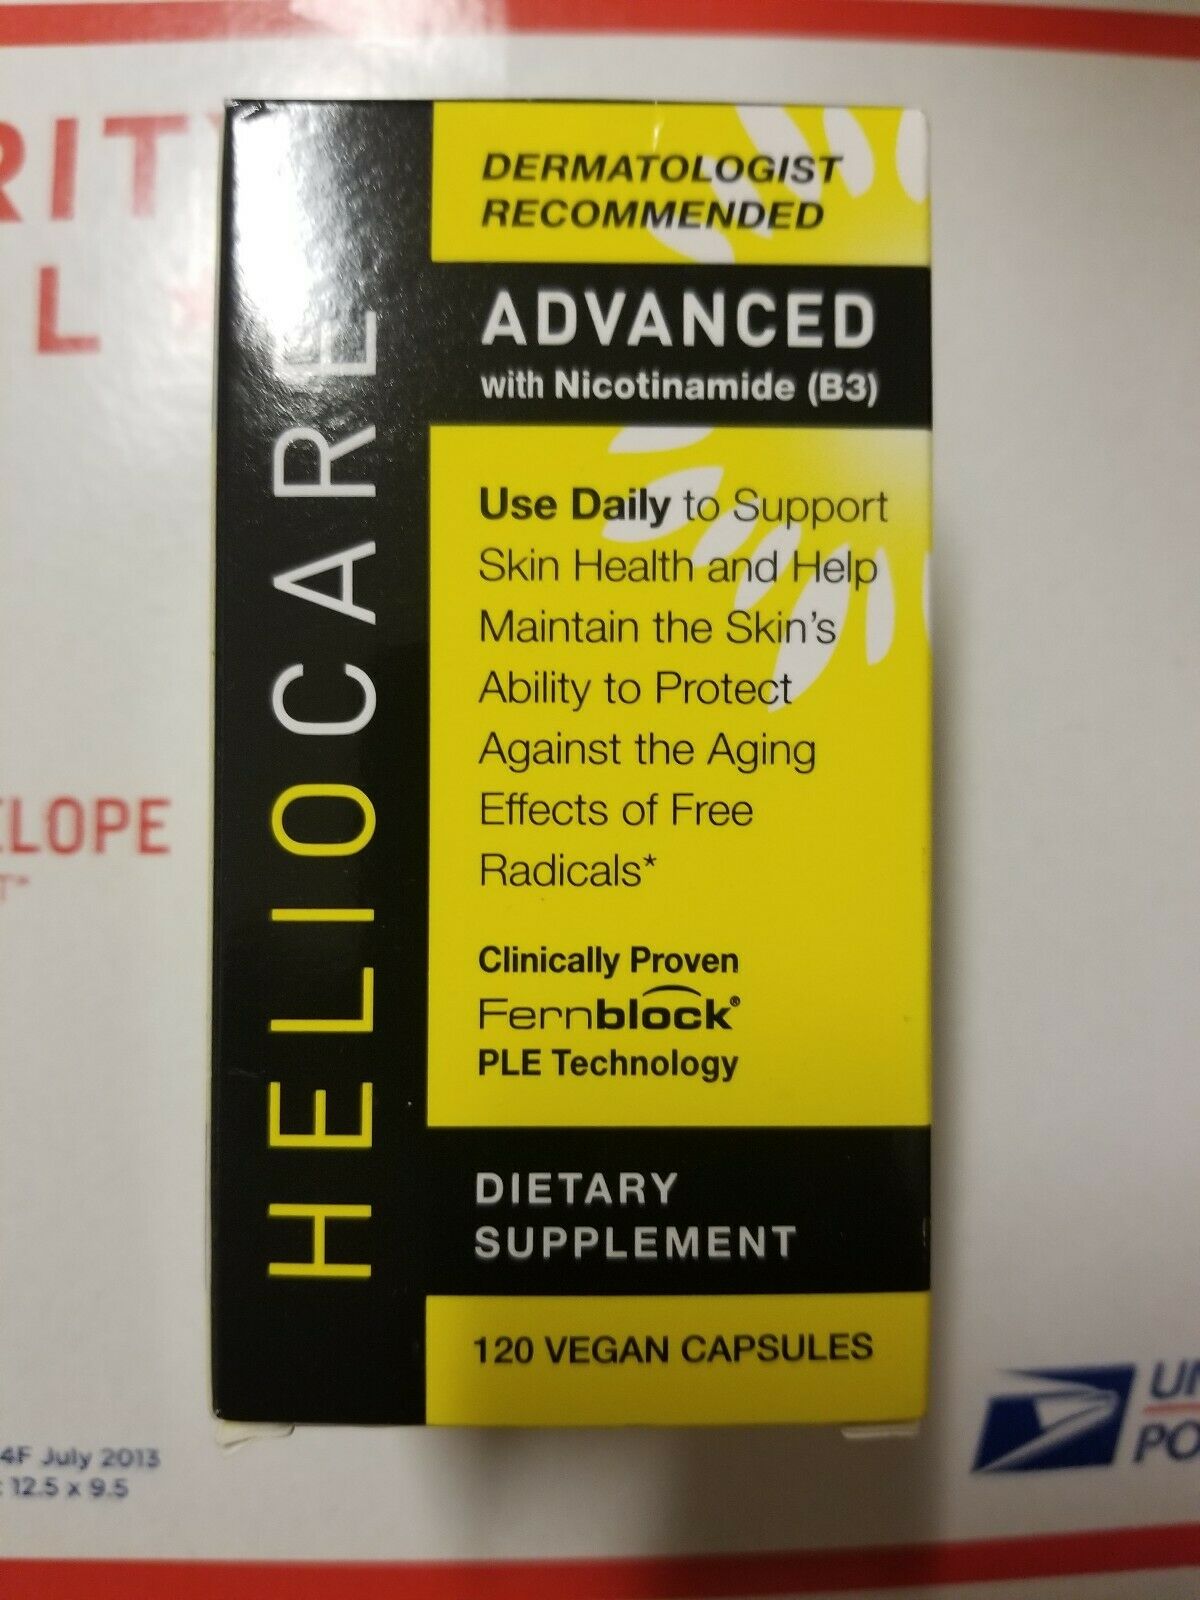 HELIOCARE
DERMATOLOGIST
RECOMMENDED
ADVANCED
with Nicotinamide (B3)
Use Daily to Support
Skin Health and Help
Maintain the Skin's
Ability to Protect
Against the Aging
Effects of Free
Radicals*
Clinically Proven
Fernblock®
PLE Technology
DIETARY
SUPPLEMENT
120 VEGAN CAPSULES
RITY
L
ELOPE
T™
4F July 2013
: 12.5 x 9.5
UN
PO